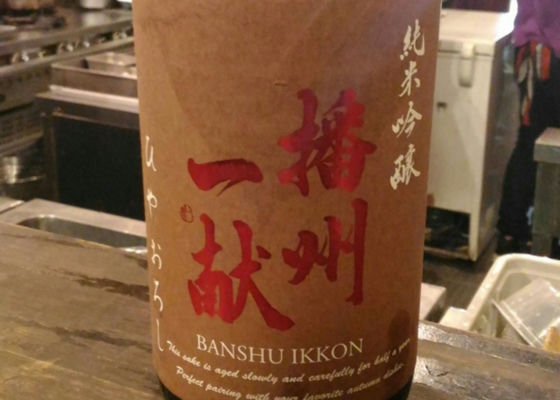 純米吟醸
播州
一献
ひやおろし
BANSHU IKKON
This sake is aged slowly and carefully for half a year.
Perfect pairing with your favorite autumn dishes.